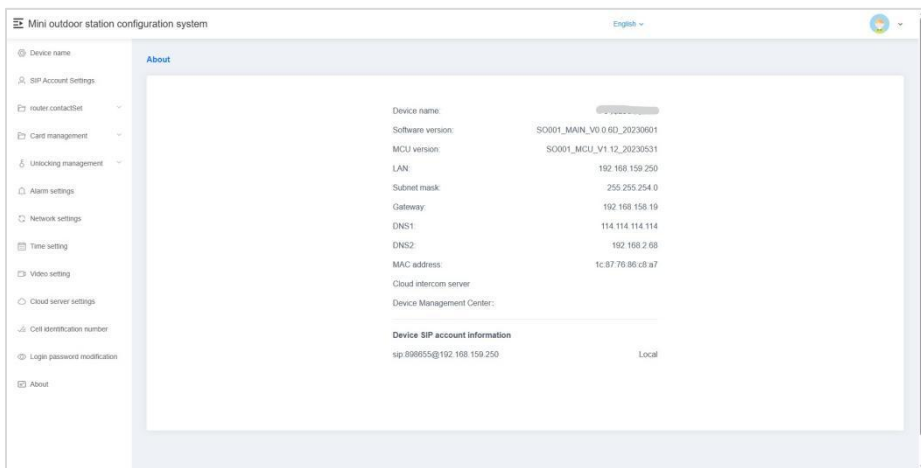 Mini outdoor station configuration system
English
Device name
SIP Account Settings
router.contactSet
Card management
Unlocking management
Alarm settings
Network settings
Time setting
Video setting
Cloud server settings
Cell identification number
Login password modification
About
About
Device name:
Software version: SO001_MAIN_V0.0.6D_20230601
MCU version: SO001_MCU_V1.12_20230531
LAN: 192.168.159.250
Subnet mask: 255.255.254.0
Gateway: 192.168.158.19
DNS1: 114.114.114.114
DNS2: 192.168.2.68
MAC address: 1c:87:76:86:c8:a7
Cloud intercom server
Device Management Center:
Device SIP account information
sip:898655@192.168.159.250 Local